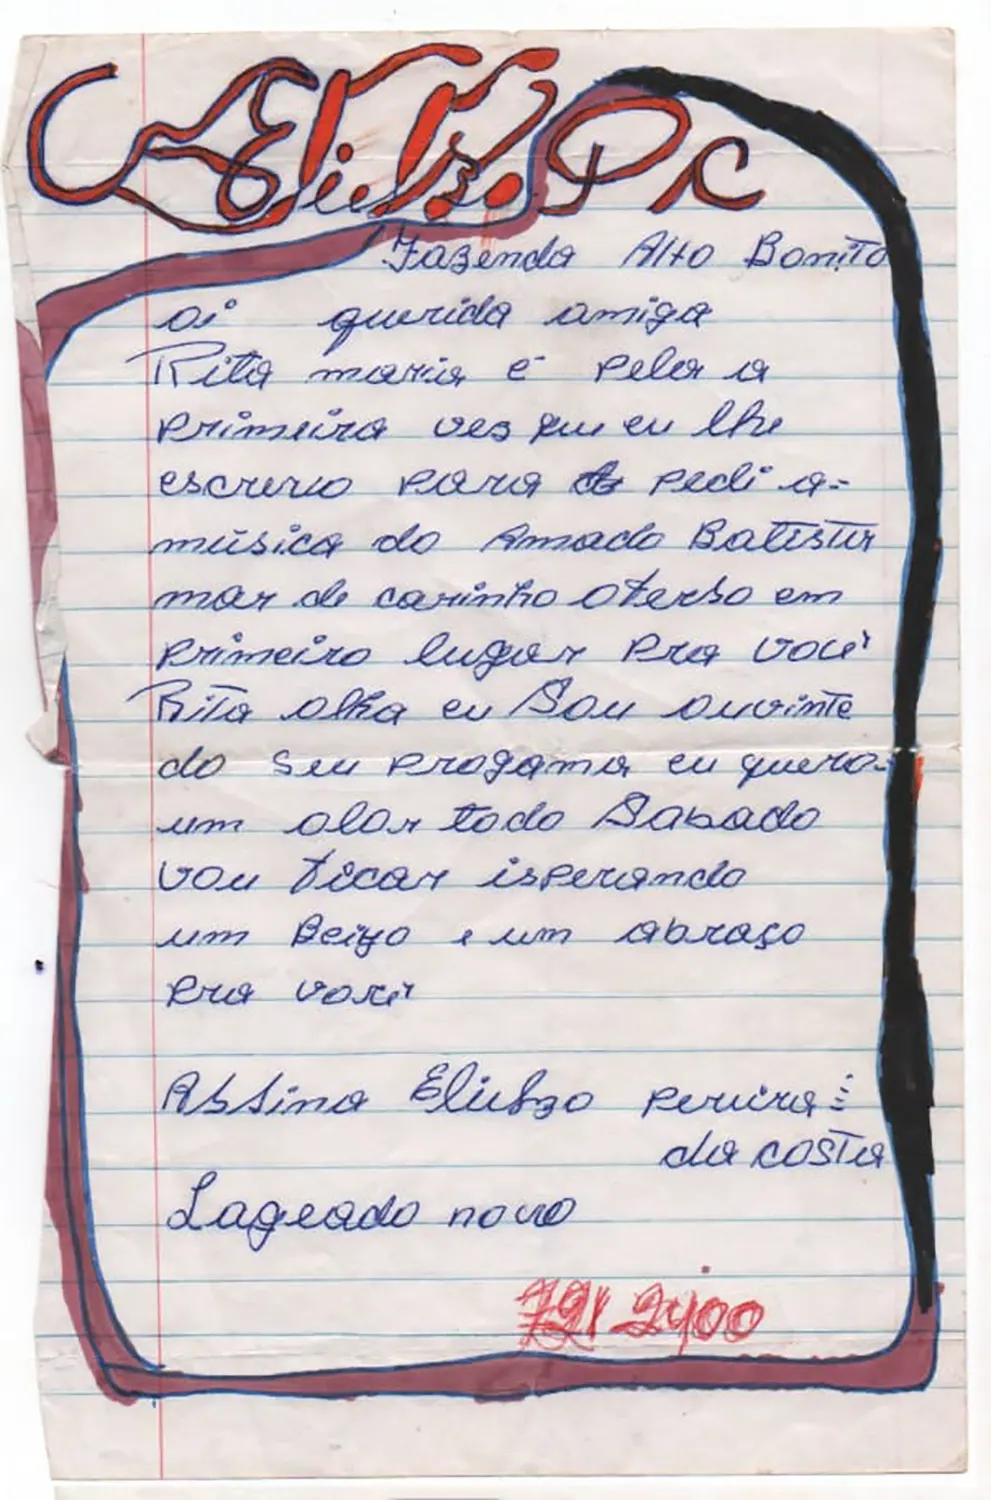 Fazenda Alto Bonito
oi querida amiga
Rita maria é pela a
primeira ves que eu lhe
escrevo para pedi a-
música do Amado Batista
mar de carinho oferso em
primeiro lugar pra você
Rita olha eu Sou ouvinte
do seu progama eu quero-
um alor todo Sabado
vou ficar isperando
um Beijo e um abraço
pra você
Assina Elielzo pereira
da costa
Lageado novo